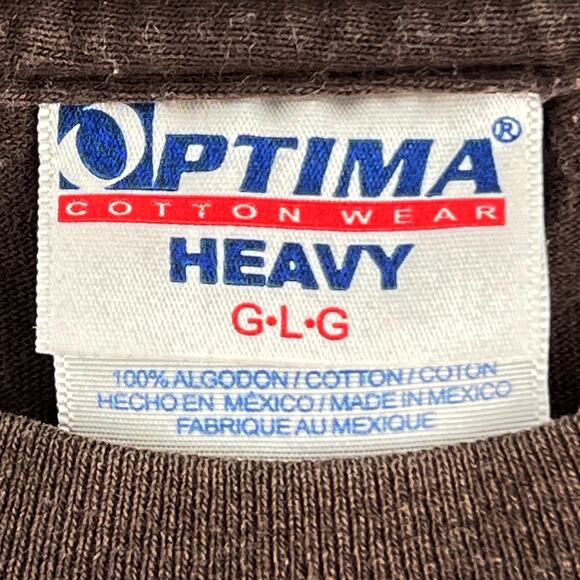 OPTIMA®
COTTON WEAR
HEAVY
G•L•G
100% ALGODON / COTTON / COTON
HECHO EN MÉXICO / MADE IN MEXICO
FABRIQUE AU MEXIQUE